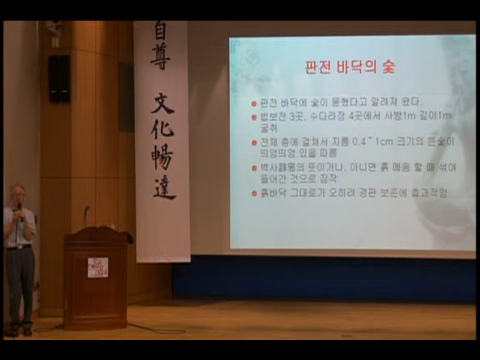 自尊 文化暢達
판전 바닥의 숯
판전 바닥에 숯이 묻혔다고 알려져 왔다.
법보전 3곳, 수다라장 4곳에서 사방1m 깊이1m
굴취
전체 층에 걸쳐서 지름 0.4~1cm 크기의 뜬숯이
띄엄띄엄 있을 따름
벽사辟邪의 뜻이거나, 아니면 흙 메움 할 때 섞여
들어간 것으로 짐작
흙바닥 그대로가 오히려 경판 보존에 효과적임